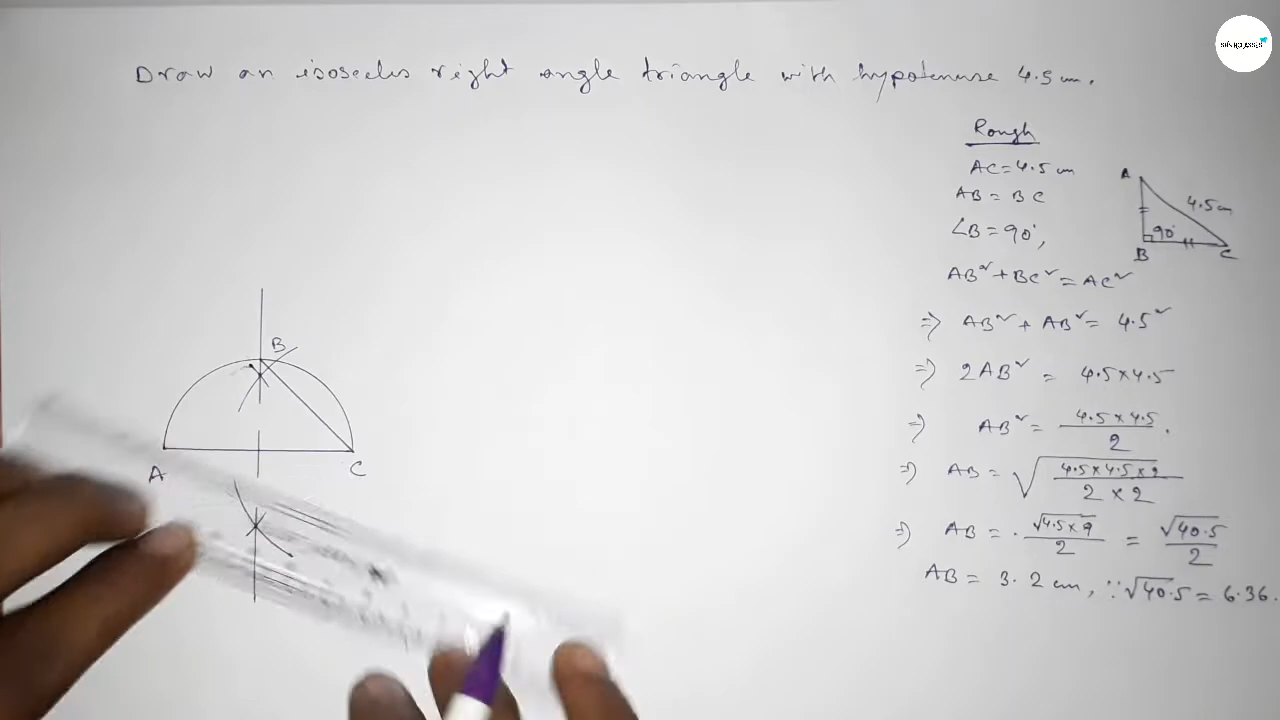 Draw an isosceles right angle triangle with hypotenuse 4.5 cm.
Rough
AC = 4.5 cm
AB = BC
∠B = 90°,
AB² + BC² = AC²
⇒ AB² + AB² = 4.5²
⇒ 2AB² = 4.5×4.5
⇒ AB² = 4.5×4.5/2.
⇒ AB = √(4.5×4.5×2/2×2)
⇒ AB = √4.5×9/2 = √40.5/2
AB = 3.2 cm, ∵√40.5 = 6.36.
A
4.5 cm
90°
B C
B
A C